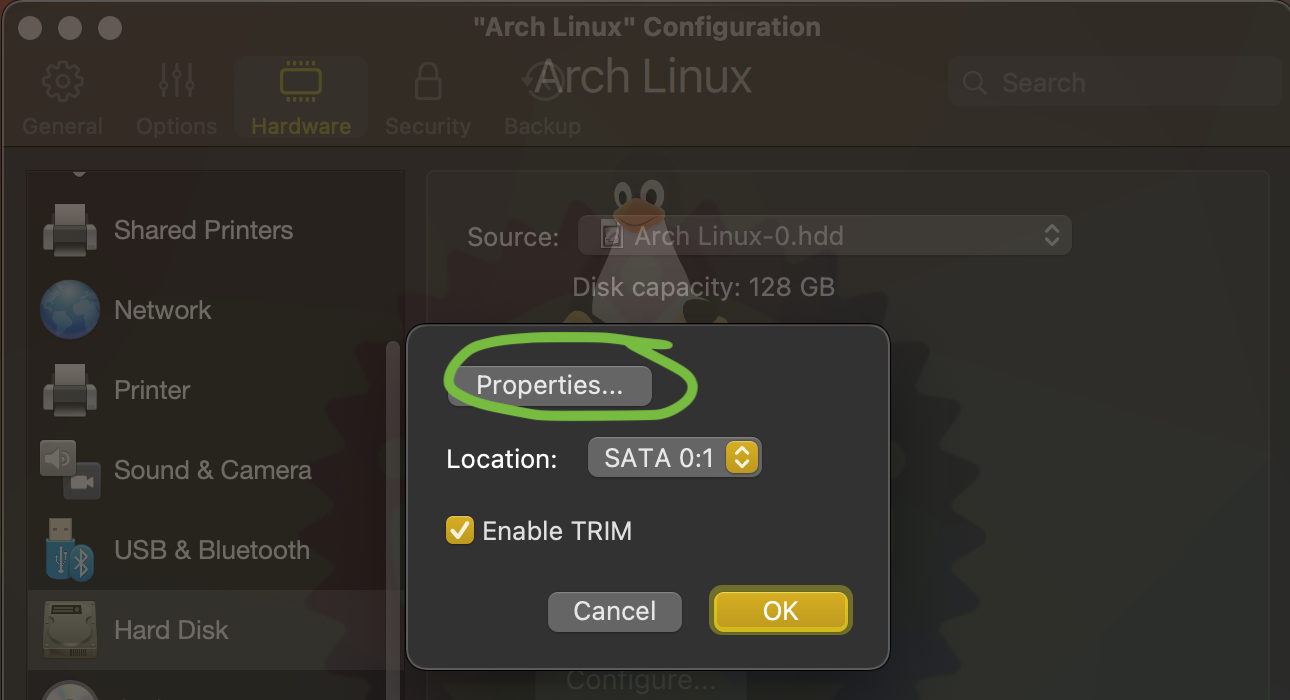 "Arch Linux" Configuration
Arch Linux
General
Options
Hardware
Security
Backup
Search
Shared Printers
Network
Printer
Sound & Camera
USB & Bluetooth
Hard Disk
Source:
Arch Linux-0.hdd
Disk capacity: 128 GB
Properties...
Location:
SATA 0:1
Enable TRIM
Cancel
OK
Configure...